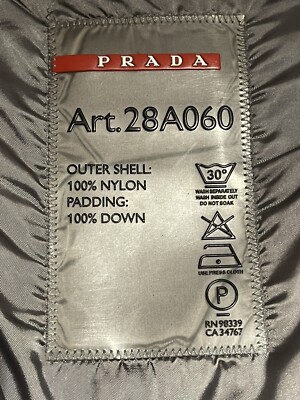 PRADA
Art.28A060
OUTER SHELL:
100% NYLON
PADDING:
100% DOWN
30°
WASH SEPARATELY
WASH INSIDE OUT
DO NOT SOAK
USE PRESS CLOTH
P
RN 98339
CA 34767